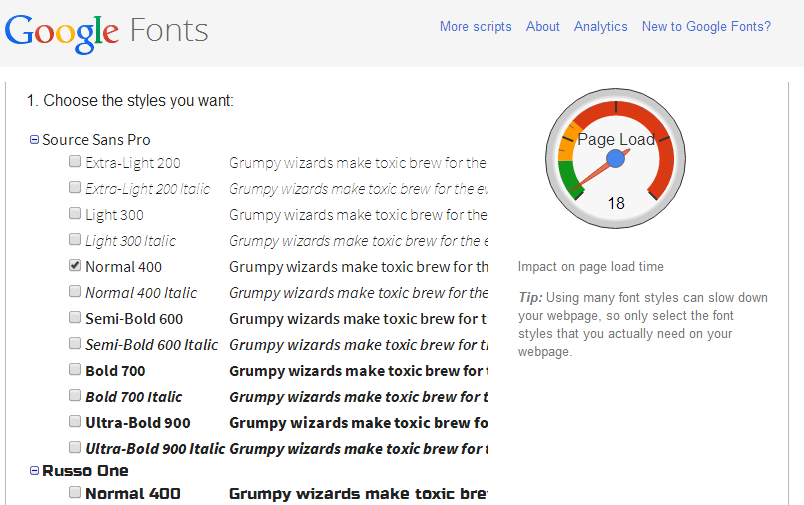 Google Fonts
More scripts About Analytics New to Google Fonts?
1. Choose the styles you want:
Source Sans Pro
Extra-Light 200 Grumpy wizards make toxic brew for the
Extra-Light 200 Italic Grumpy wizards make toxic brew for the ev
Light 300 Grumpy wizards make toxic brew for the
Light 300 Italic Grumpy wizards make toxic brew for the e
Normal 400 Grumpy wizards make toxic brew for th
Normal 400 Italic Grumpy wizards make toxic brew for the
Semi-Bold 600 Grumpy wizards make toxic brew for t
Semi-Bold 600 Italic Grumpy wizards make toxic brew for tl
Bold 700 Grumpy wizards make toxic brew for t
Bold 700 Italic Grumpy wizards make toxic brew for t
Ultra-Bold 900 Grumpy wizards make toxic brew fo
Ultra-Bold 900 Italic Grumpy wizards make toxic brew for t
Russo One
Normal 400 Grumpy wizards make toxic bre
Page Load
18
Impact on page load time
Tip: Using many font styles can slow down
your webpage, so only select the font
styles that you actually need on your
webpage.